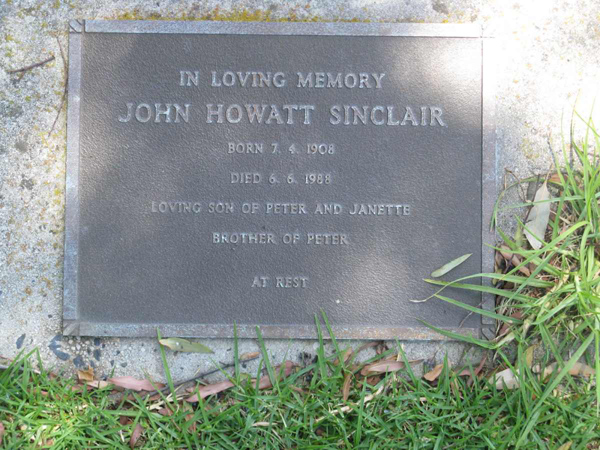 IN LOVING MEMORY
JOHN HOWATT SINCLAIR
BORN 7. 4. 1908
DIED 6. 6. 1988
LOVING SON OF PETER AND JANETTE
BROTHER OF PETER
AT REST